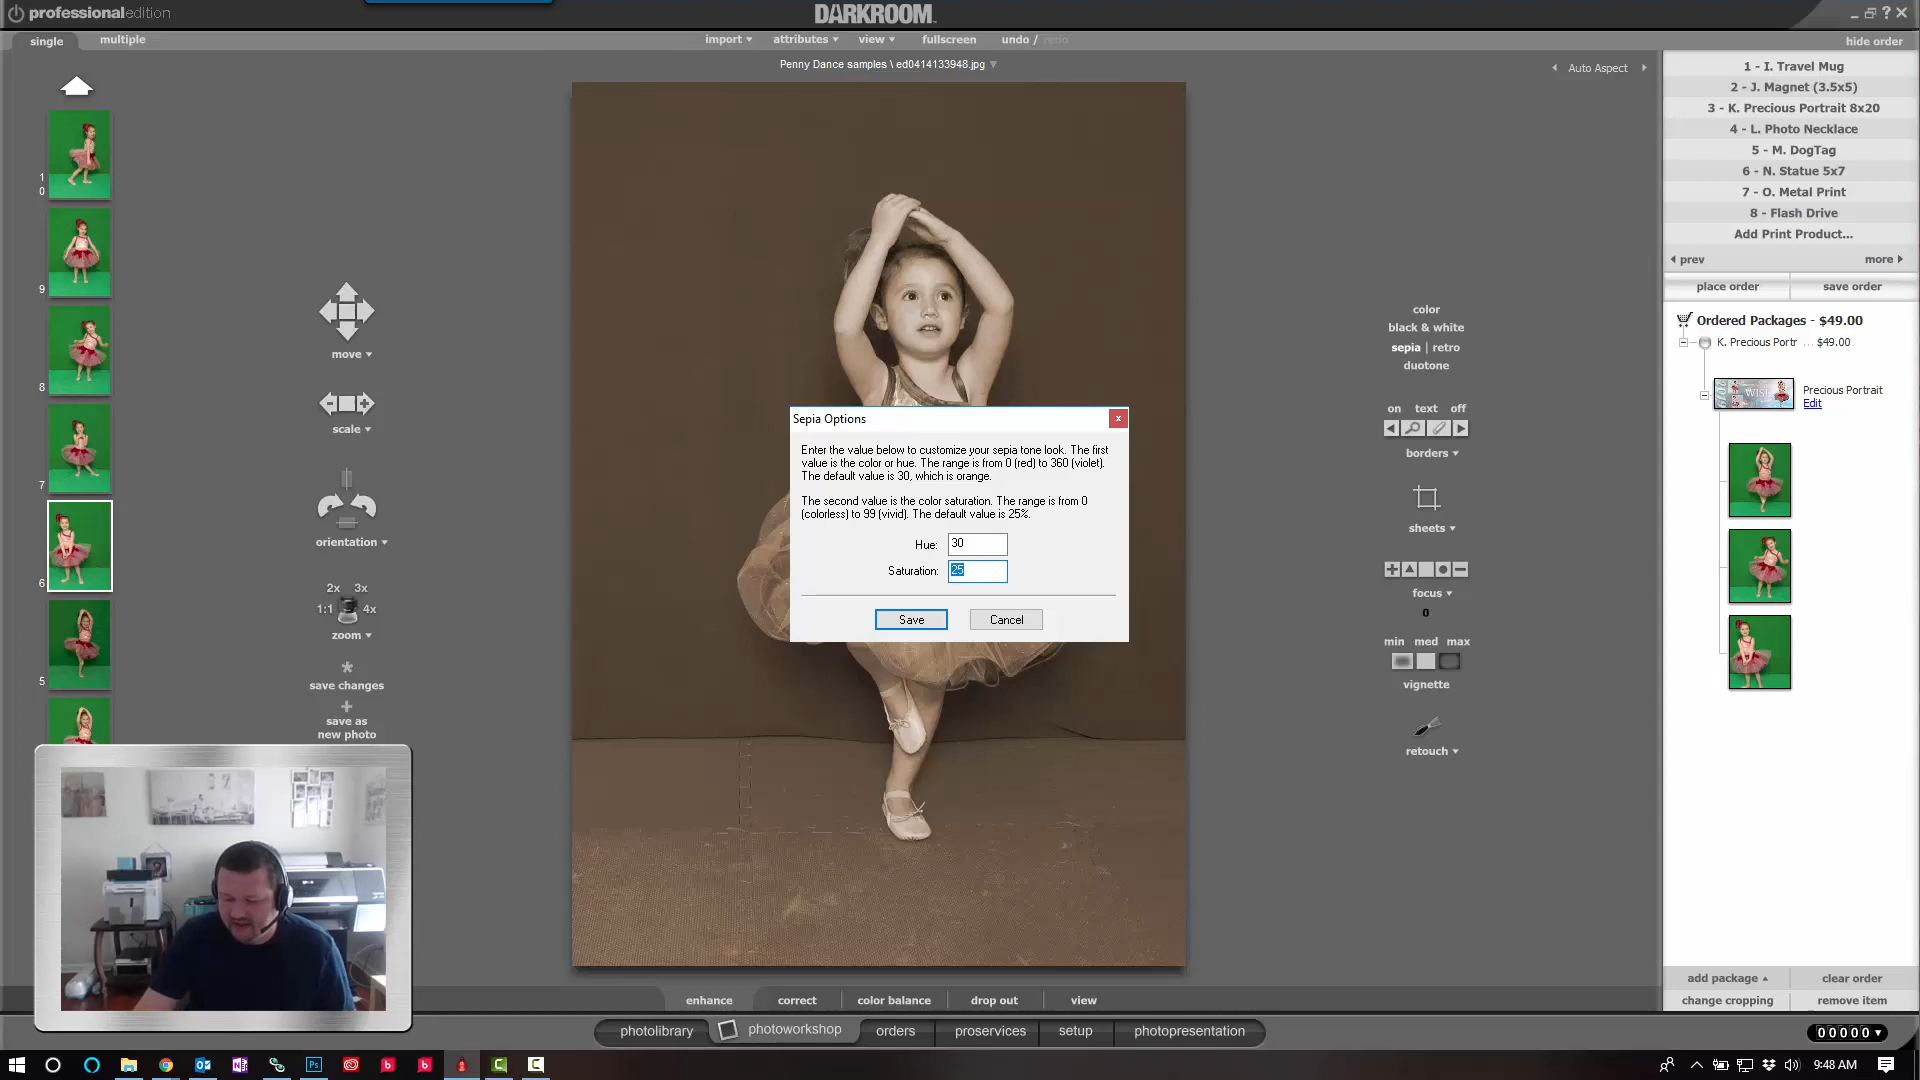 professionaledition
DARKROOM
single
multiple
import
attributes
view
fullscreen
undo / redo
hide order
Penny Dance samples \ ed0414133948.jpg
Auto Aspect
1 - I. Travel Mug
2 - J. Magnet (3.5x5)
3 - K. Precious Portrait 8x20
4 - L. Photo Necklace
5 - M. DogTag
6 - N. Statue 5x7
7 - O. Metal Print
8 - Flash Drive
Add Print Product...
prev
more
place order
save order
Ordered Packages - $49.00
K. Precious Portr ... $49.00
WISH
Precious Portrait
Edit
10
9
8
7
6
5
move
scale
orientation
2x 3x
1:1 4x
zoom
save changes
save as
new photo
color
black & white
sepia | retro
duotone
on text off
borders
sheets
focus
0
min med max
vignette
retouch
Sepia Options
Enter the value below to customize your sepia tone look. The first
value is the color or hue. The range is from 0 (red) to 360 (violet).
The default value is 30, which is orange.
The second value is the color saturation. The range is from 0
(colorless) to 99 (vivid). The default value is 25%.
Hue: 30
Saturation: 25
Save
Cancel
add package
clear order
change cropping
remove item
enhance
correct
color balance
drop out
view
photolibrary
photoworkshop
orders
proservices
setup
photopresentation
00000
9:48 AM